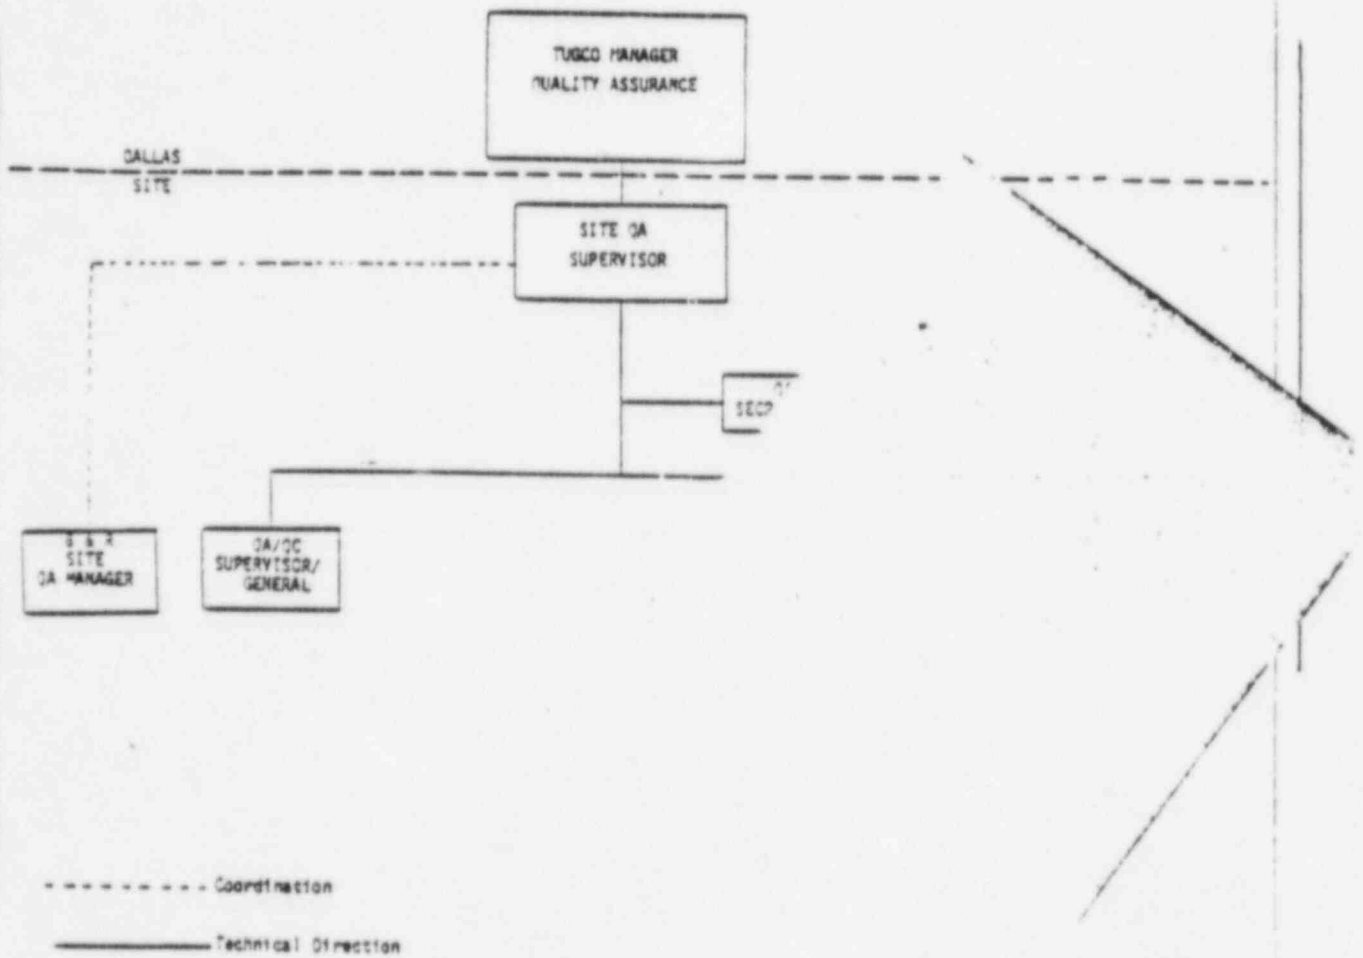 TUGCO MANAGER
QUALITY ASSURANCE
DALLAS
SITE
SITE QA
SUPERVISOR
SITE
QA MANAGER
QA/QC
SUPERVISOR/
GENERAL
Coordination
Technical Direction